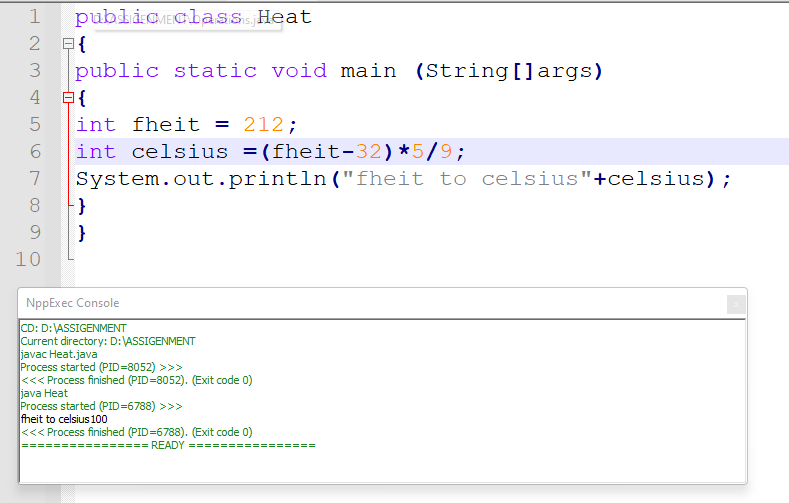 1 public class Heat
2 {
3 public static void main (String[]args)
4 {
5 int fheit = 212;
6 int celsius =(fheit-32)*5/9;
7 System.out.println("fheit to celsius"+celsius);
8 }
9 }
10
NppExec Console
CD: D:\ASSIGENMENT
Current directory: D:\ASSIGENMENT
javac Heat.java
Process started (PID=8052) >>>
<<< Process finished (PID=8052). (Exit code 0)
java Heat
Process started (PID=6788) >>>
fheit to celsius100
<<< Process finished (PID=6788). (Exit code 0)
================ READY ================